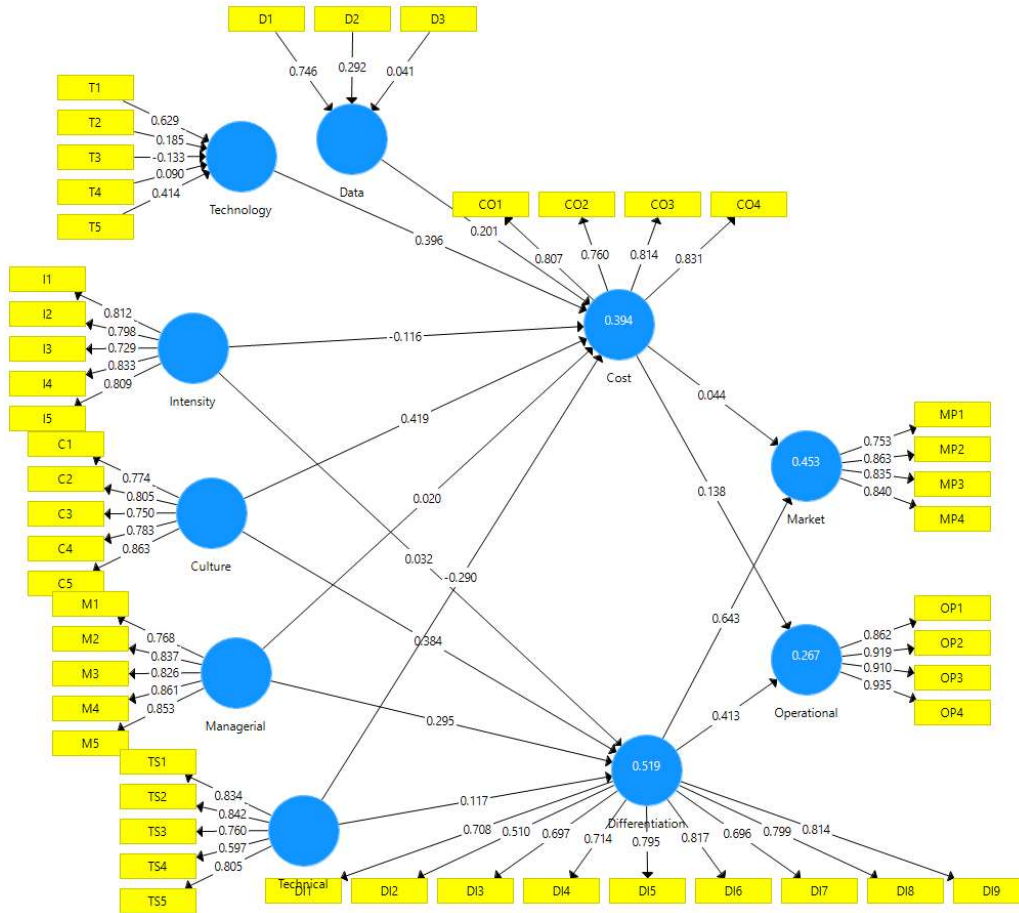 D1 D2 D3
0.746 0.292 0.041
T1
T2
T3
T4
T5
0.629
0.185
-0.133
0.090
0.414
Technology
Data
0.396
0.201
CO1 CO2 CO3 CO4
0.807 0.760 0.814 0.831
0.394
Cost
I1
I2
I3
I4
I5
0.812
0.798
0.729
0.833
0.809
Intensity
-0.116
0.419
0.020
0.032
-0.290
0.044
0.138
C1
C2
C3
C4
C5
0.774
0.805
0.750
0.783
0.863
Culture
0.384
0.453
Market
0.753
0.863
0.835
0.840
MP1
MP2
MP3
MP4
M1
M2
M3
M4
M5
0.768
0.837
0.826
0.861
0.853
Managerial
0.295
0.643
0.413
0.267
Operational
0.862
0.919
0.910
0.935
OP1
OP2
OP3
OP4
TS1
TS2
TS3
TS4
TS5
0.834
0.842
0.760
0.597
0.805
Technical
0.117
0.519
Differentiation
0.708 0.510 0.697 0.714 0.795 0.817 0.696 0.799 0.814
DI1 DI2 DI3 DI4 DI5 DI6 DI7 DI8 DI9